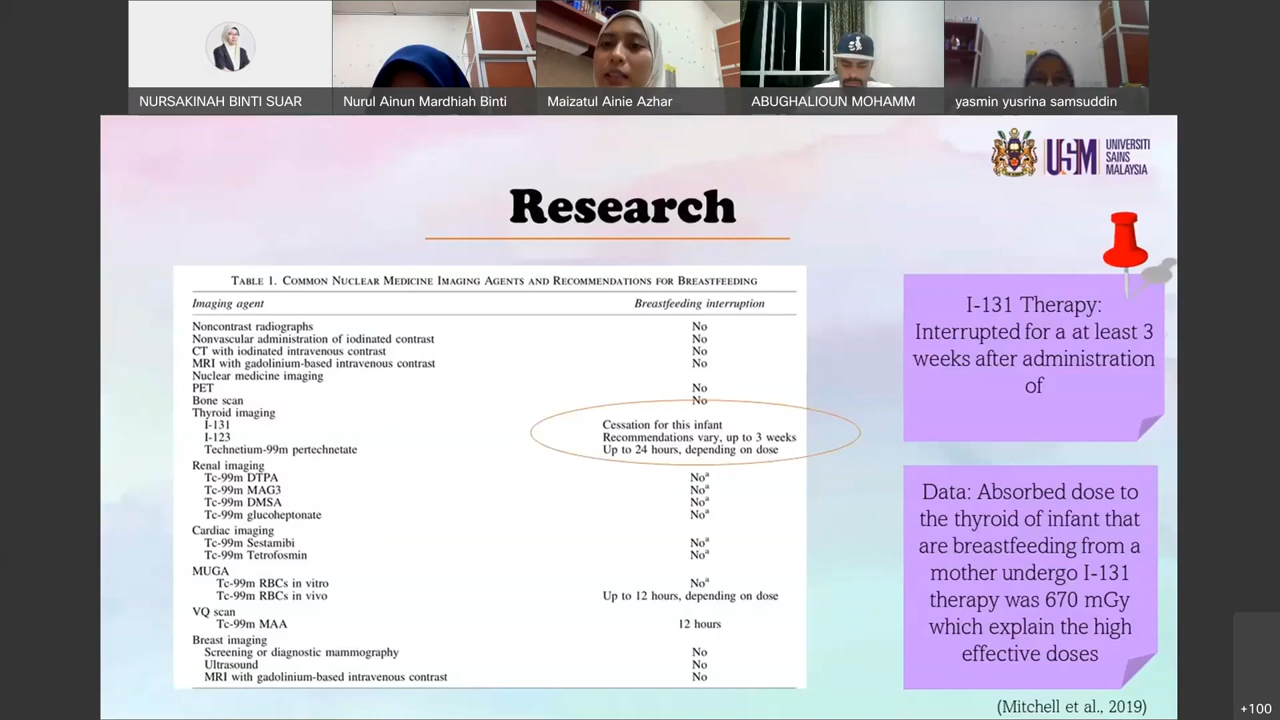 NURSAKINAH BINTI SUAR
Nurul Ainun Mardhiah Binti
Maizatul Ainie Azhar
ABUGHALIOUN MOHAMM
yasmin yusrina samsuddin
USM
UNIVERSITI
SAINS
MALAYSIA
Research
TABLE 1. COMMON NUCLEAR MEDICINE IMAGING AGENTS AND RECOMMENDATIONS FOR BREASTFEEDING
Imaging agent Breastfeeding interruption
Noncontrast radiographs No
Nonvascular administration of iodinated contrast No
CT with iodinated intravenous contrast No
MRI with gadolinium-based intravenous contrast No
Nuclear medicine imaging
PET No
Bone scan No
Thyroid imaging
I-131 Cessation for this infant
I-123 Recommendations vary, up to 3 weeks
Technetium-99m pertechnetate Up to 24 hours, depending on dose
Renal imaging
Tc-99m DTPA Noᵃ
Tc-99m MAG3 Noᵃ
Tc-99m DMSA Noᵃ
Tc-99m glucoheptonate Noᵃ
Cardiac imaging
Tc-99m Sestamibi Noᵃ
Tc-99m Tetrofosmin Noᵃ
MUGA
Tc-99m RBCs in vitro Noᵃ
Tc-99m RBCs in vivo Up to 12 hours, depending on dose
VQ scan
Tc-99m MAA 12 hours
Breast imaging
Screening or diagnostic mammography No
Ultrasound No
MRI with gadolinium-based intravenous contrast No
I-131 Therapy:
Interrupted for a at least 3
weeks after administration
of
Data: Absorbed dose to
the thyroid of infant that
are breastfeeding from a
mother undergo I-131
therapy was 670 mGy
which explain the high
effective doses
(Mitchell et al., 2019)
+100